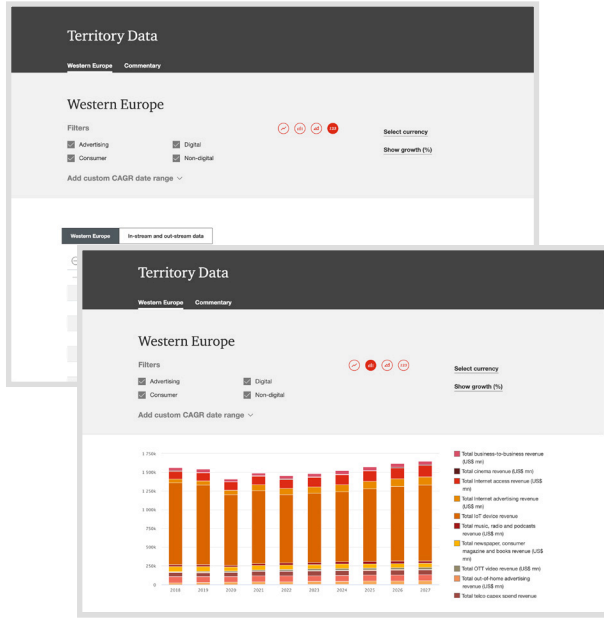 Territory Data
Western Europe Commentary
Western Europe
Filters
Advertising Digital
Consumer Non-digital
Select currency
Show growth (%)
Add custom CAGR date range
Western Europe In-stream and out-stream data
Territory Data
Western Europe Commentary
Western Europe
Filters
Advertising Digital
Consumer Non-digital
Select currency
Show growth (%)
Add custom CAGR date range
1 750k
1 500k
1 250k
1 000k
750k
500k
250k
0
2018 2019 2020 2021 2022 2023 2024 2025 2026 2027
Total business-to-business revenue
(US$ mn)
Total cinema revenue (US$ mn)
Total Internet access revenue (US$
mn)
Total Internet advertising revenue
(US$ mn)
Total IoT device revenue
Total music, radio and podcasts
revenue (US$ mn)
Total newspaper, consumer
magazine and books revenue (US$
mn)
Total OTT video revenue (US$ mn)
Total out-of-home advertising
revenue (US$ mn)
Total telco capex spend revenue